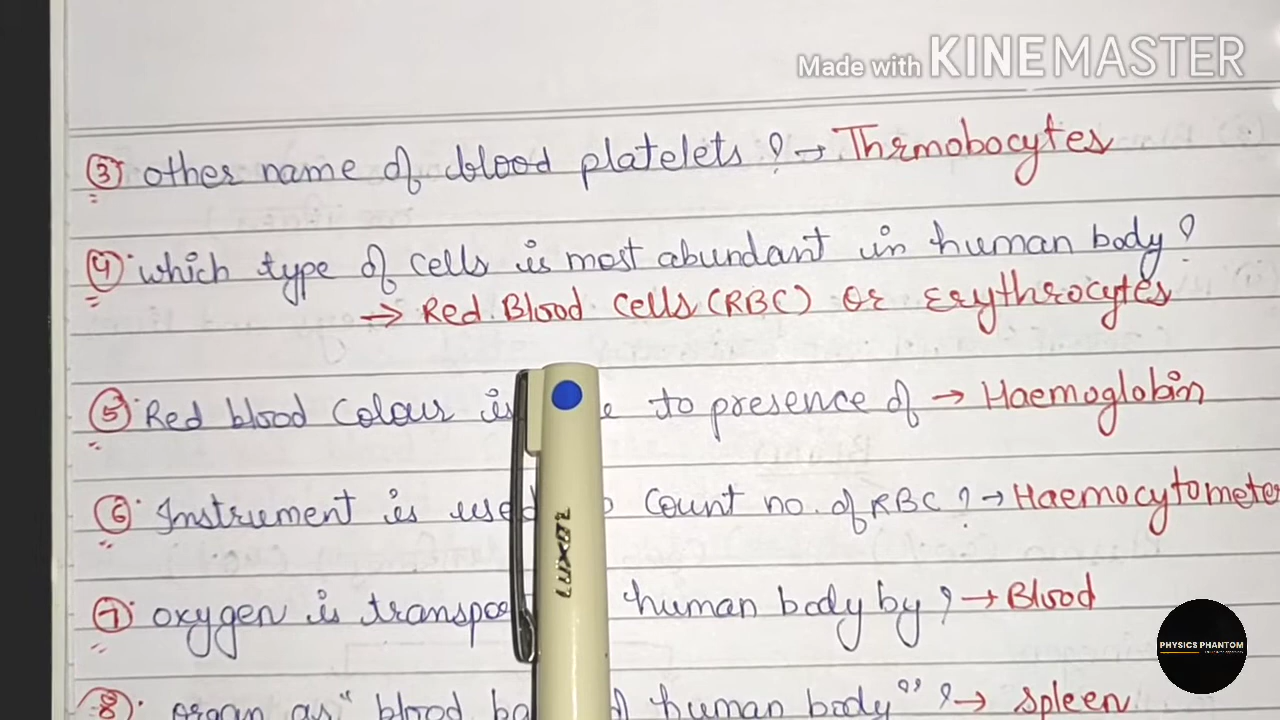 Made with KINEMASTER
③ other name of blood platelets ? → Thrmobocytes
④ which type of cells is most abundant in human body ?
→ Red Blood cells (RBC) or Erythrocytes
⑤ Red blood colour is to presence of → Haemoglobin
⑥ Instrument is used count no. of RBC ? → Haemocytometer
⑦ oxygen is human body by ? → Blood
⑧ organ as " blood human body" ? → spleen
LUXOR
PHYSICS PHANTOM